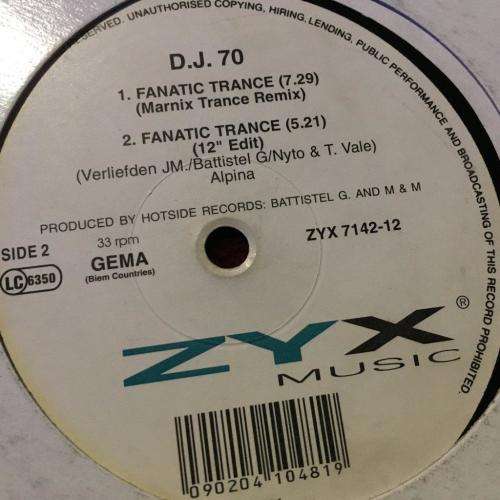 RESERVED. UNAUTHORISED COPYING, HIRING, LENDING, PUBLIC PERFORMANCE AND BROADCASTING OF THIS RECORD PROHIBITED.
D.J. 70
1. FANATIC TRANCE (7.29)
(Marnix Trance Remix)
2. FANATIC TRANCE (5.21)
(12" Edit)
(Verliefden JM./Battistel G/Nyto & T. Vale)
Alpina
PRODUCED BY HOTSIDE RECORDS: BATTISTEL G. AND M & M
SIDE 2
33 rpm
ZYX 7142-12
LC 6350
GEMA
(Biem Countries)
ZYX ®
MUSIC
090204 104819